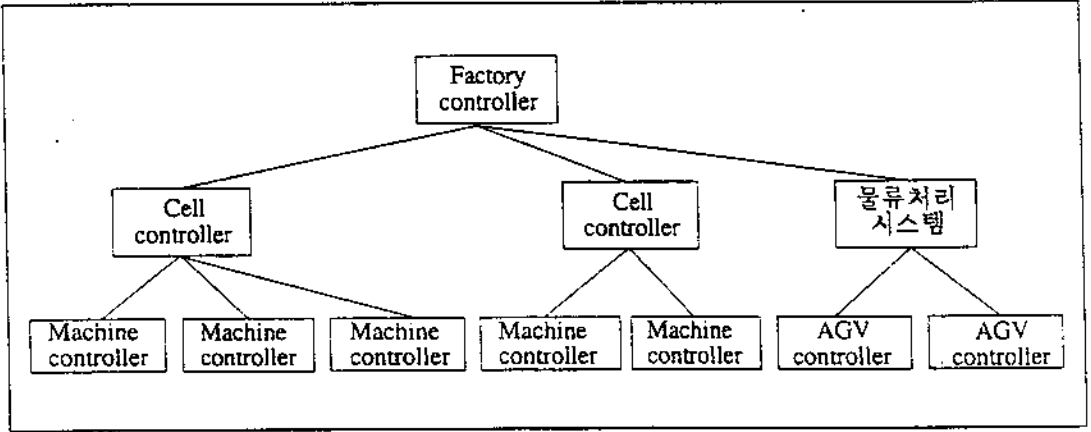 Factory
controller
Cell
controller
Cell
controller
물류처리
시스템
Machine
controller
Machine
controller
Machine
controller
Machine
controller
Machine
controller
AGV
controller
AGV
controller